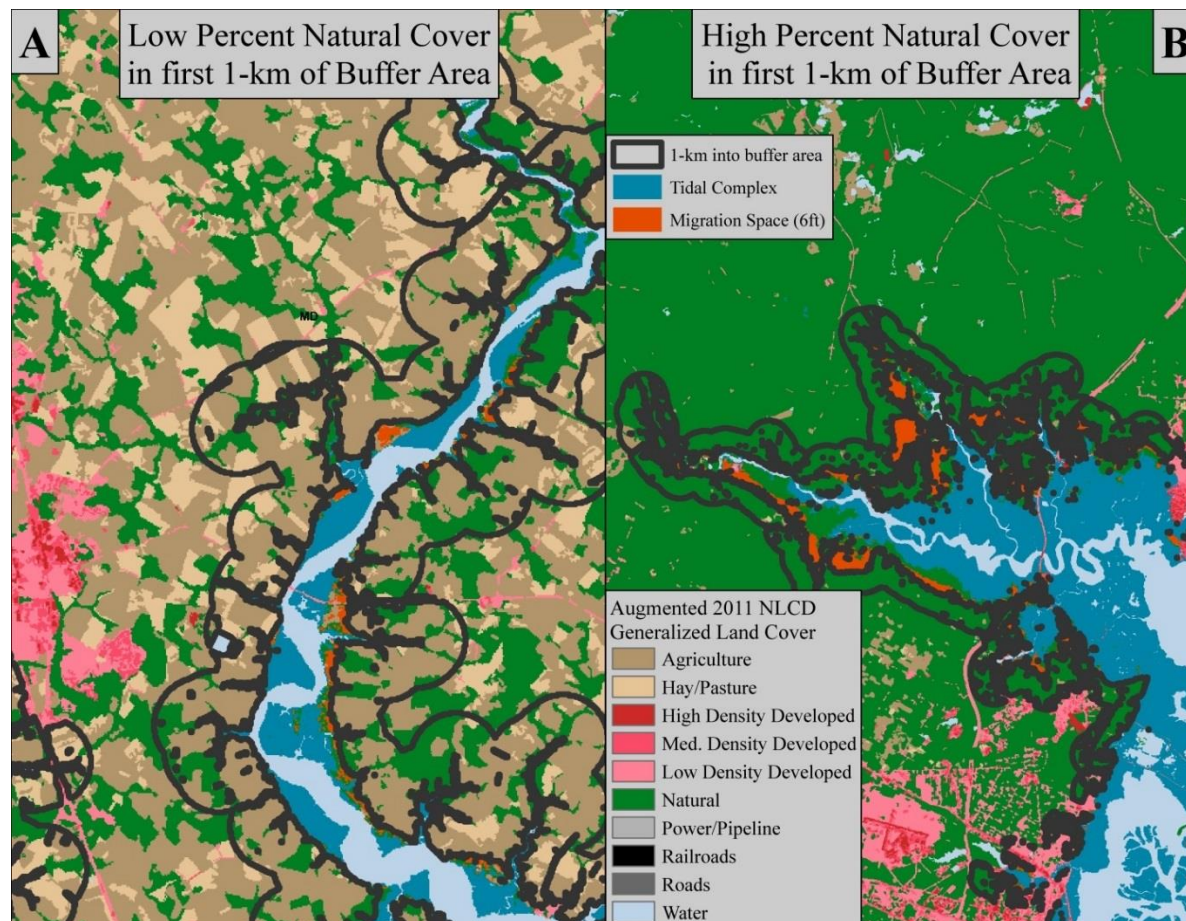 A
Low Percent Natural Cover
in first 1-km of Buffer Area
MD
High Percent Natural Cover
in first 1-km of Buffer Area
B
1-km into buffer area
Tidal Complex
Migration Space (6ft)
Augmented 2011 NLCD
Generalized Land Cover
Agriculture
Hay/Pasture
High Density Developed
Med. Density Developed
Low Density Developed
Natural
Power/Pipeline
Railroads
Roads
Water